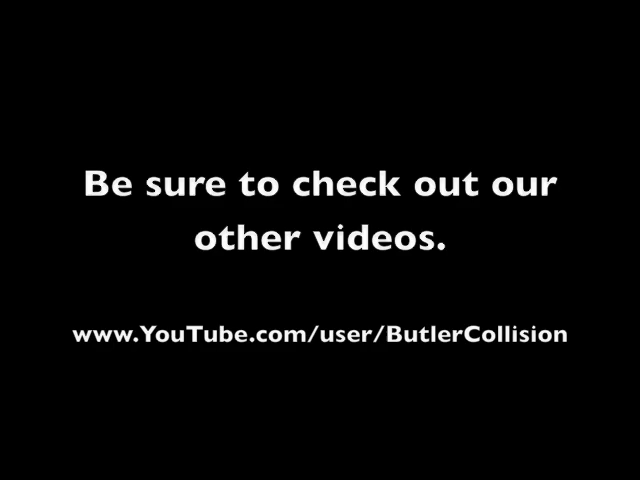 Be sure to check out our
other videos.
www.YouTube.com/user/ButlerCollision